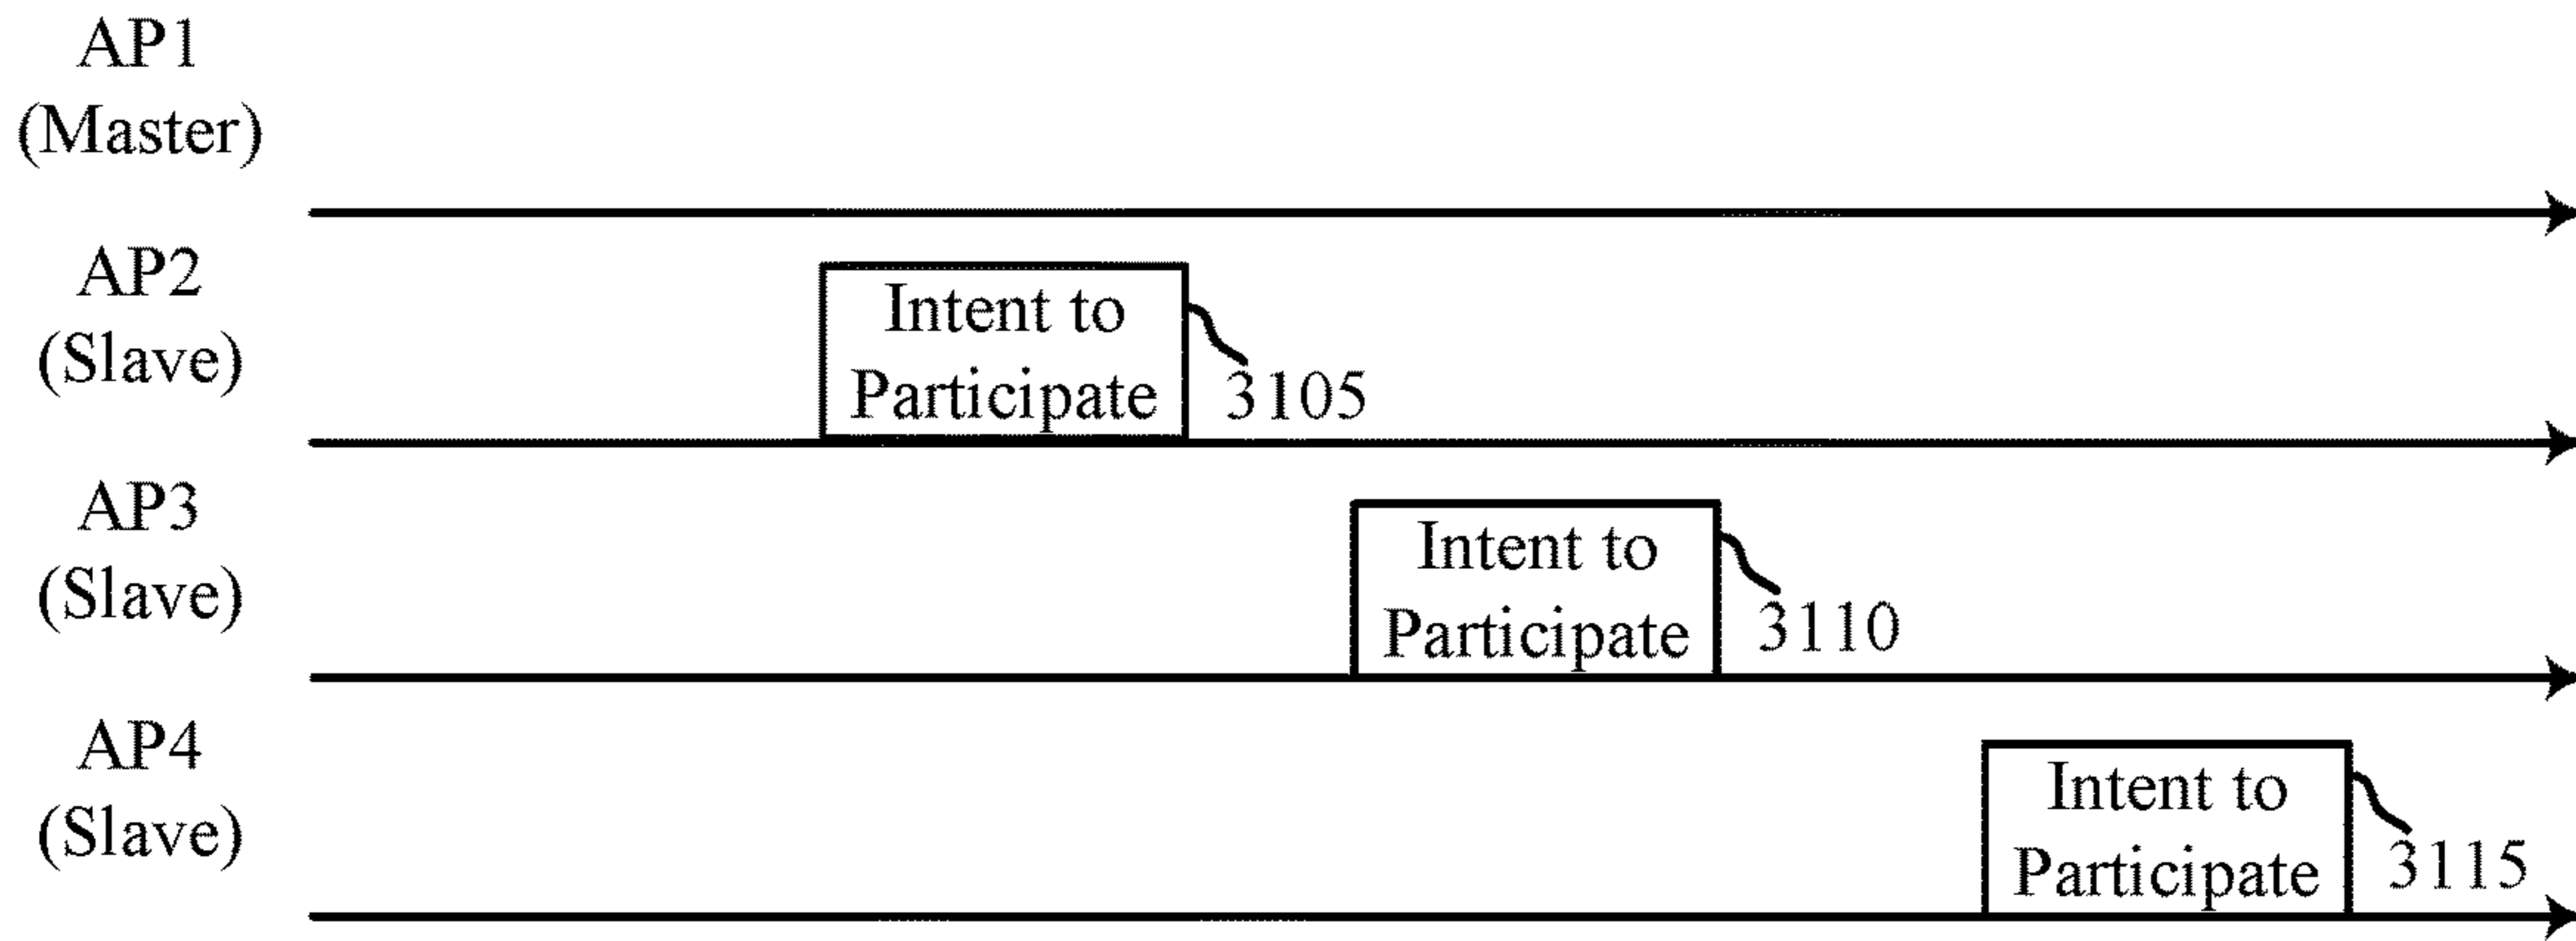 AP1
(Master)
AP2
(Slave)
Intent to
Participate
3105
AP3
(Slave)
Intent to
Participate
3110
AP4
(Slave)
Intent to
Participate
3115